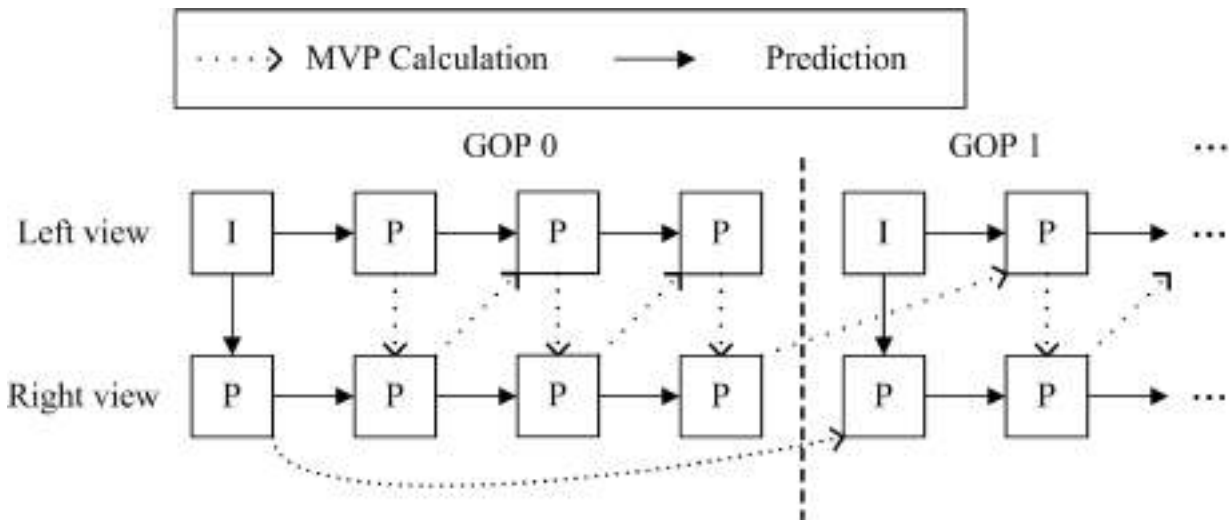 MVP Calculation Prediction
GOP 0 GOP 1 ...
Left view I P P P I P ...
Right view P P P P P P ...